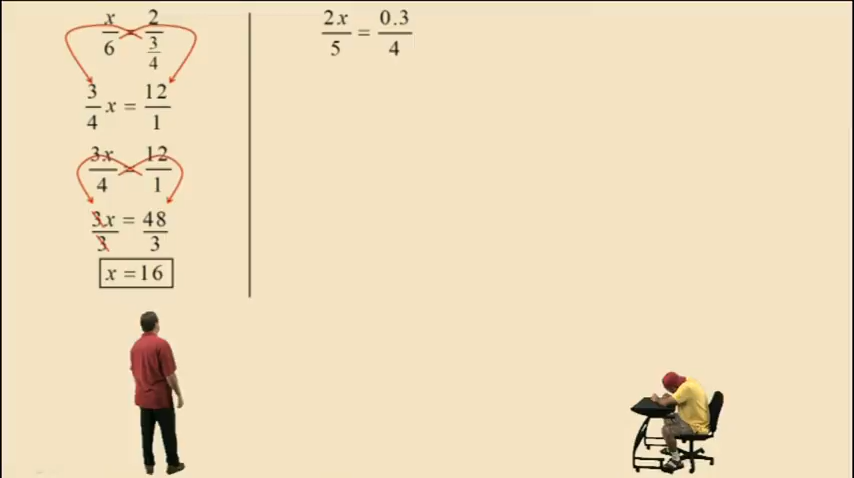 x/6 = 2/(3/4)
3/4 x = 12/1
3x/4 = 12/1
3x/3 = 48/3
x = 16
2x/5 = 0.3/4